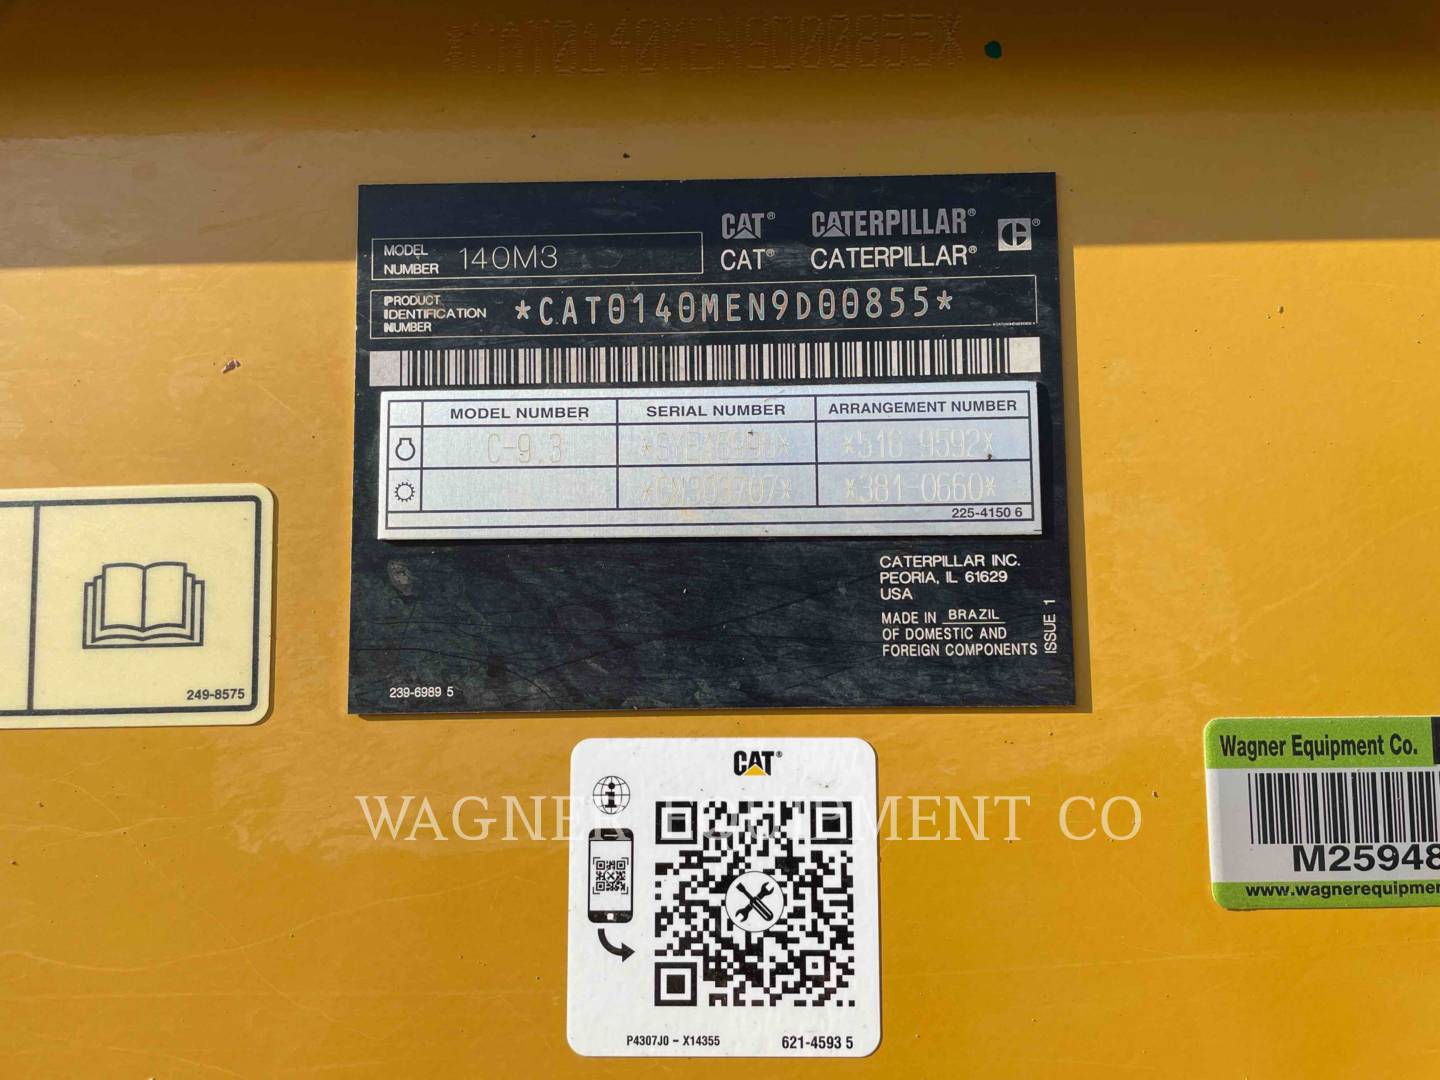 CAT® CATERPILLAR®
CAT® CATERPILLAR®
MODEL NUMBER 140M3
PRODUCT IDENTIFICATION NUMBER *CAT0140MEN9D00855*
MODEL NUMBER SERIAL NUMBER ARRANGEMENT NUMBER
C-9.3 *516-9592*
*381-0660*
225-4150 6
CATERPILLAR INC.
PEORIA, IL 61629
USA
MADE IN BRAZIL
OF DOMESTIC AND
FOREIGN COMPONENTS
ISSUE 1
239-6989 5
249-8575
CAT®
WAGNER EQUIPMENT CO
P4307J0 - X14355 621-4593 5
Wagner Equipment Co.
M25948
www.wagnerequipme